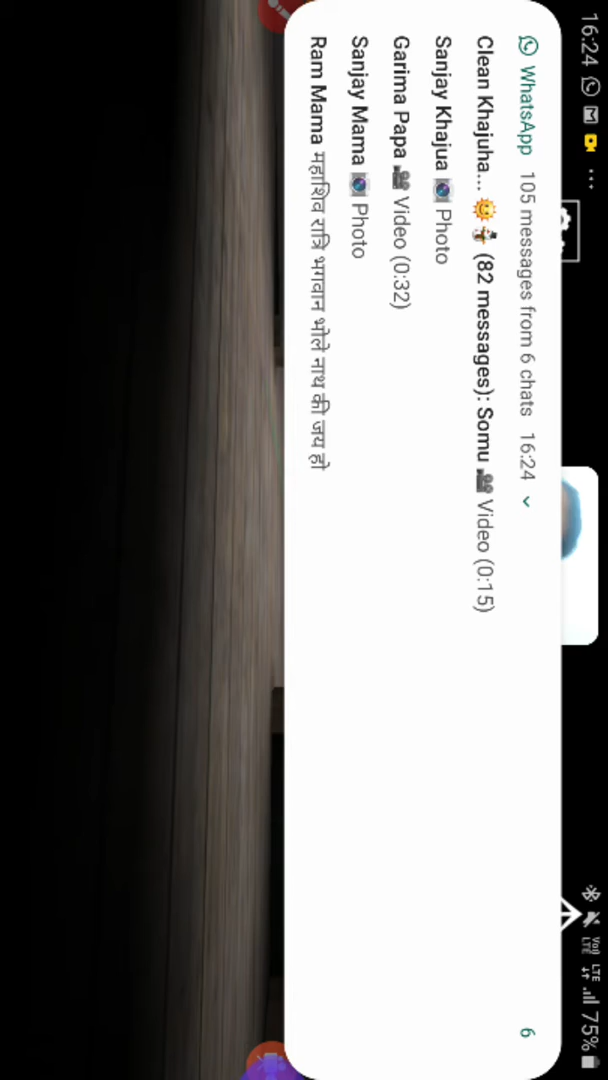 16:24
75%
WhatsApp 105 messages from 6 chats 16:24
Clean Khajuha... 🌞⛄ (82 messages): Somu 🎥 Video (0:15)
Sanjay Khajua 📷 Photo
Garima Papa 🎥 Video (0:32)
Sanjay Mama 📷 Photo
Ram Mama महाशिव रात्रि भगवान भोले नाथ की जय हो
6